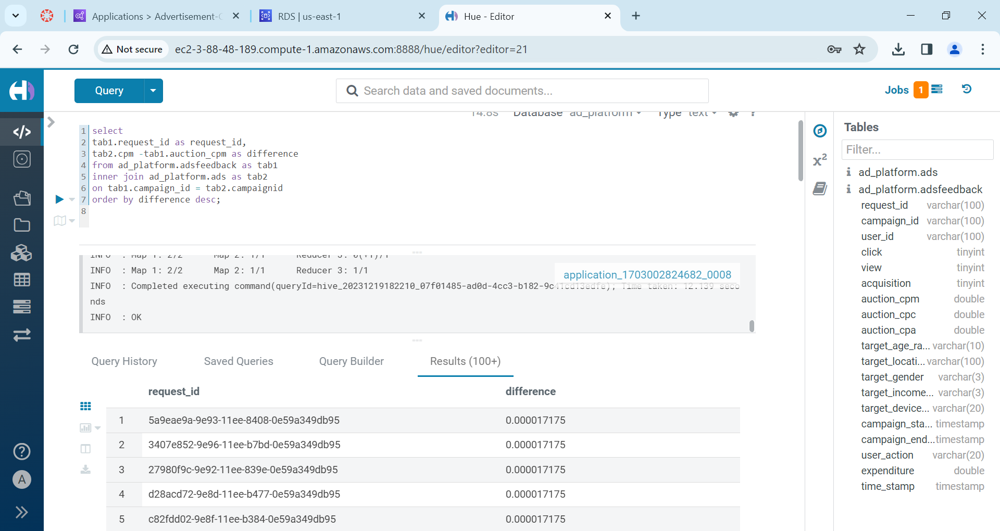 Applications > Advertisement-C
RDS | us-east-1
Hue - Editor
Not secure
ec2-3-88-48-189.compute-1.amazonaws.com:8888/hue/editor?editor=21
Query
Search data and saved documents...
Jobs
1
14.8s
Database
ad_platform
Type
text
?
1 select
2 tab1.request_id as request_id,
3 tab2.cpm -tab1.auction_cpm as difference
4 from ad_platform.adsfeedback as tab1
5 inner join ad_platform.ads as tab2
6 on tab1.campaign_id = tab2.campaignid
7 order by difference desc;
8
INFO : Map 1: 2/2 Map 2: 1/1 Reducer 3: 0(+1)/1
INFO : Map 1: 2/2 Map 2: 1/1 Reducer 3: 1/1
application_1703002824682_0008
INFO : Completed executing command(queryId=hive_20231219182210_07f01485-ad0d-4cc3-b182-9c41cd13edfe); Time taken: 12.139 seco
nds
INFO : OK
Query History
Saved Queries
Query Builder
Results (100+)
request_id difference
1 5a9eae9a-9e93-11ee-8408-0e59a349db95 0.000017175
2 3407e852-9e96-11ee-b7bd-0e59a349db95 0.000017175
3 27980f9c-9e92-11ee-839e-0e59a349db95 0.000017175
4 d28acd72-9e8d-11ee-b477-0e59a349db95 0.000017175
5 c82fdd02-9e8f-11ee-b384-0e59a349db95 0.000017175
x²
A
Tables
Filter...
ad_platform.ads
ad_platform.adsfeedback
request_id varchar(100)
campaign_id varchar(100)
user_id varchar(100)
click tinyint
view tinyint
acquisition tinyint
auction_cpm double
auction_cpc double
auction_cpa double
target_age_ra... varchar(10)
target_locati... varchar(100)
target_gender varchar(3)
target_income... varchar(3)
target_device... varchar(20)
campaign_sta... timestamp
campaign_end... timestamp
user_action varchar(20)
expenditure double
time_stamp timestamp